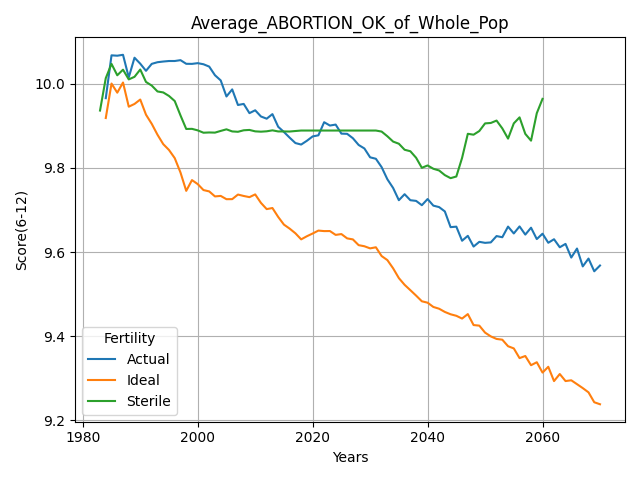 Average_ABORTION_OK_of_Whole_Pop
Score(6-12)
10.0
9.8
9.6
9.4
9.2
Fertility
Actual
Ideal
Sterile
1980
2000
2020
2040
2060
Years